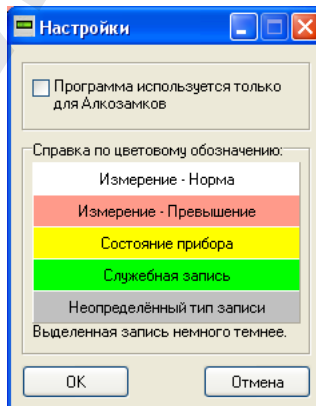 Настройки
Программа используется только
для Алкозамков
Справка по цветовому обозначению:
Измерение - Норма
Измерение - Превышение
Состояние прибора
Служебная запись
Неопределённый тип записи
Выделенная запись немного темнее.
OK
Отмена